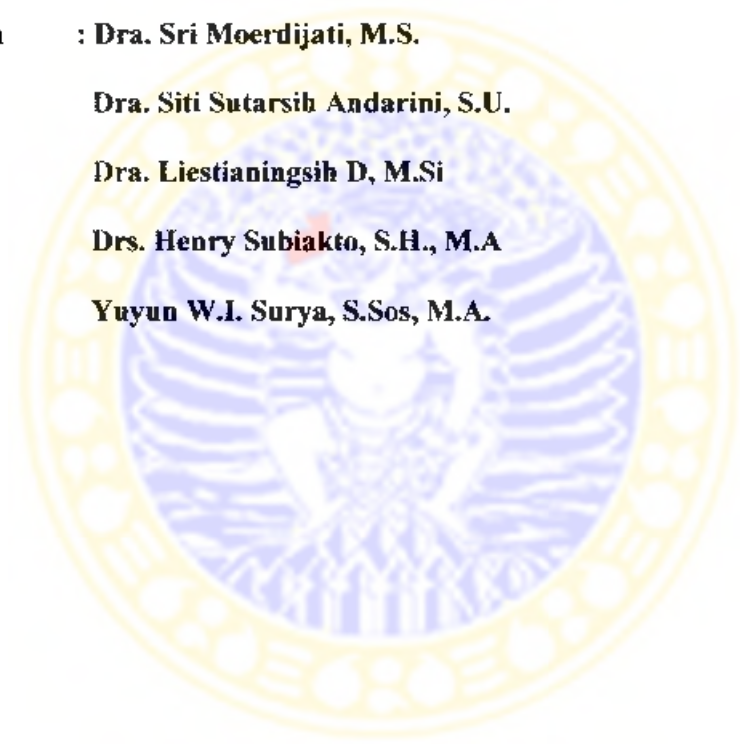 : Dra. Sri Moerdijati, M.S.
Dra. Siti Sutarsih Andarini, S.U.
Dra. Liestianingsih D, M.Si
Drs. Henry Subiakto, S.H., M.A
Yuyun W.I. Surya, S.Sos, M.A.